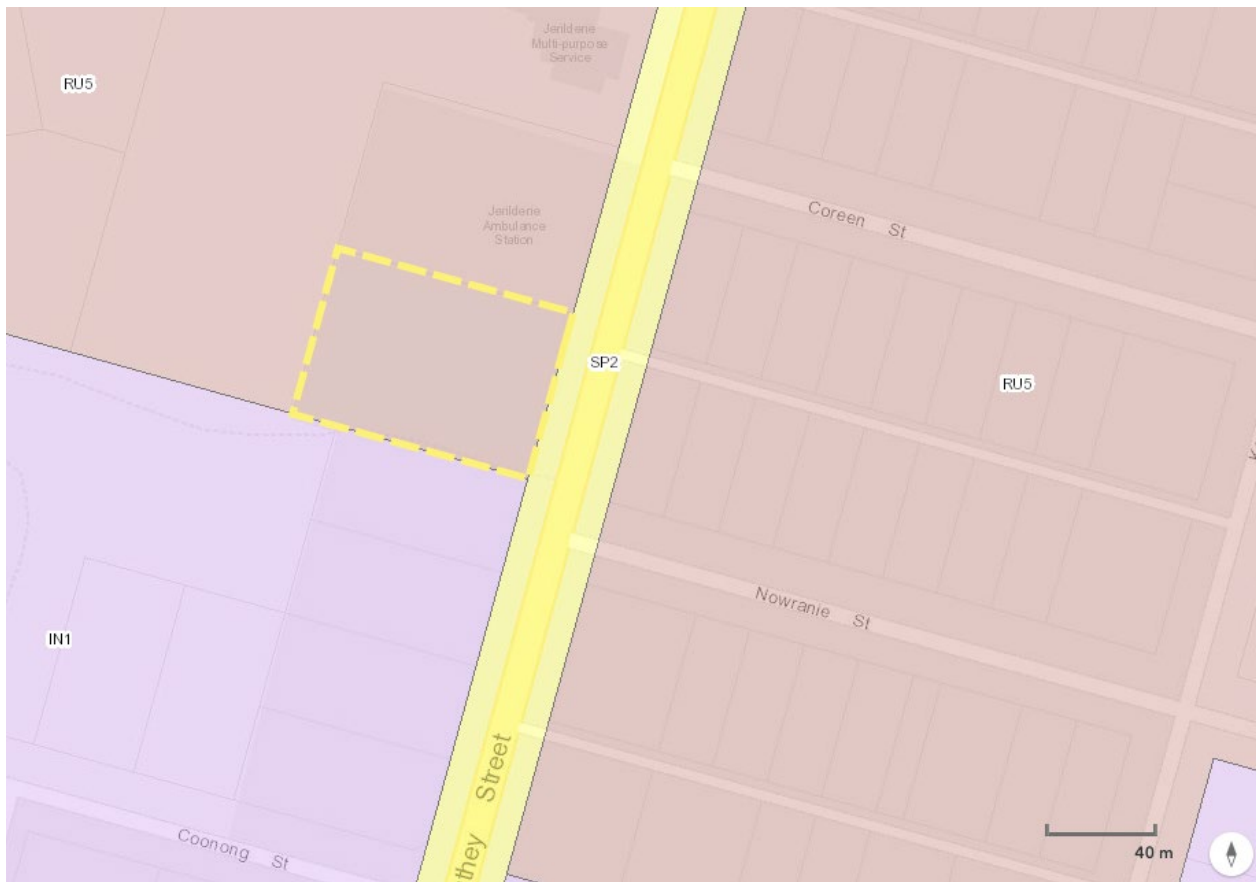 Jerilderie
Multi-purpose
Service
RU5
Coreen St
Jerilderie
Ambulance
Station
SP2
RU5
Nowranie St
IN1
they Street
Coonong St
40 m